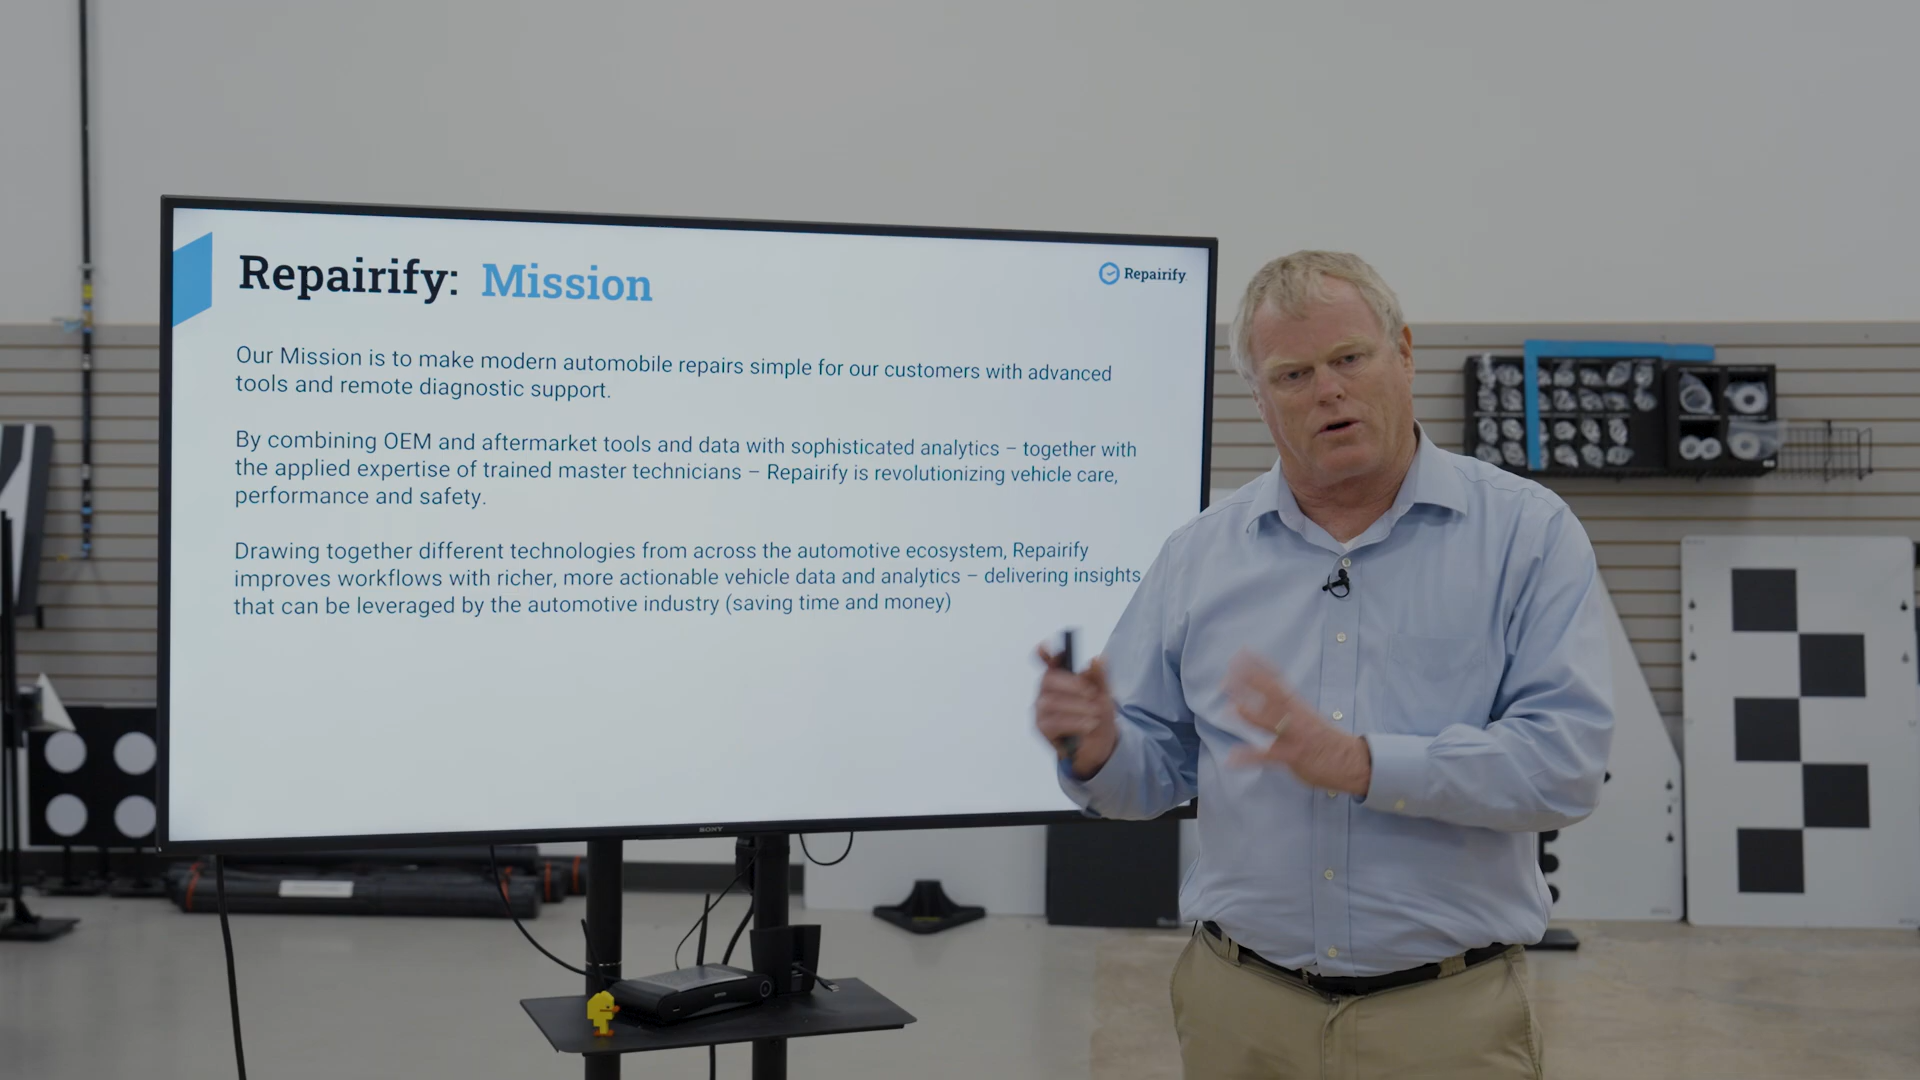 Repairify: Mission
Repairify
Our Mission is to make modern automobile repairs simple for our customers with advanced
tools and remote diagnostic support.
By combining OEM and aftermarket tools and data with sophisticated analytics – together with
the applied expertise of trained master technicians – Repairify is revolutionizing vehicle care,
performance and safety.
Drawing together different technologies from across the automotive ecosystem, Repairify
improves workflows with richer, more actionable vehicle data and analytics – delivering insights
that can be leveraged by the automotive industry (saving time and money)
SONY